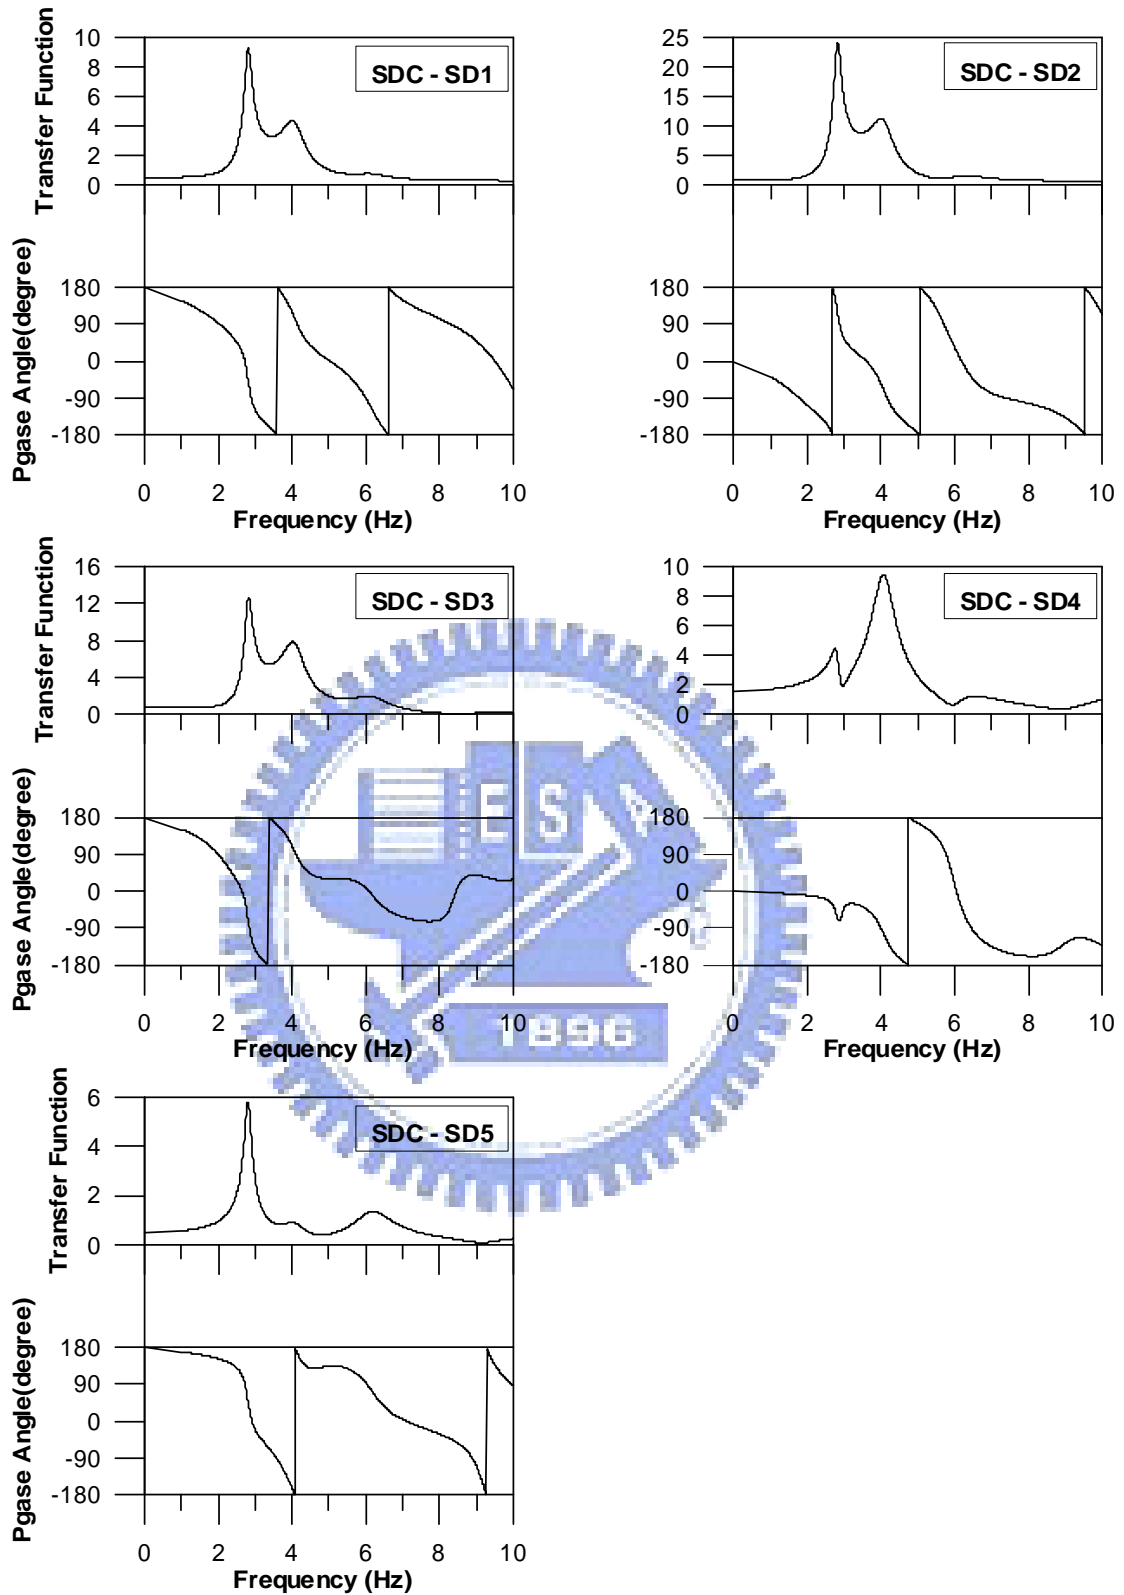 Transfer Function
10
8
6
4
2
0
SDC - SD1
Pgase Angle(degree)
180
90
0
-90
-180
0 2 4 6 8 10
Frequency (Hz)
25
20
15
10
5
0
SDC - SD2
180
90
0
-90
-180
0 2 4 6 8 10
Frequency (Hz)
Transfer Function
16
12
8
4
0
SDC - SD3
Pgase Angle(degree)
180
90
0
-90
-180
0 2 4 6 8 10
Frequency (Hz)
10
8
6
4
2
0
SDC - SD4
180
90
0
-90
-180
0 2 4 6 8 10
Frequency (Hz)
E S A
1896
Transfer Function
6
4
2
0
SDC - SD5
Pgase Angle(degree)
180
90
0
-90
-180
0 2 4 6 8 10
Frequency (Hz)